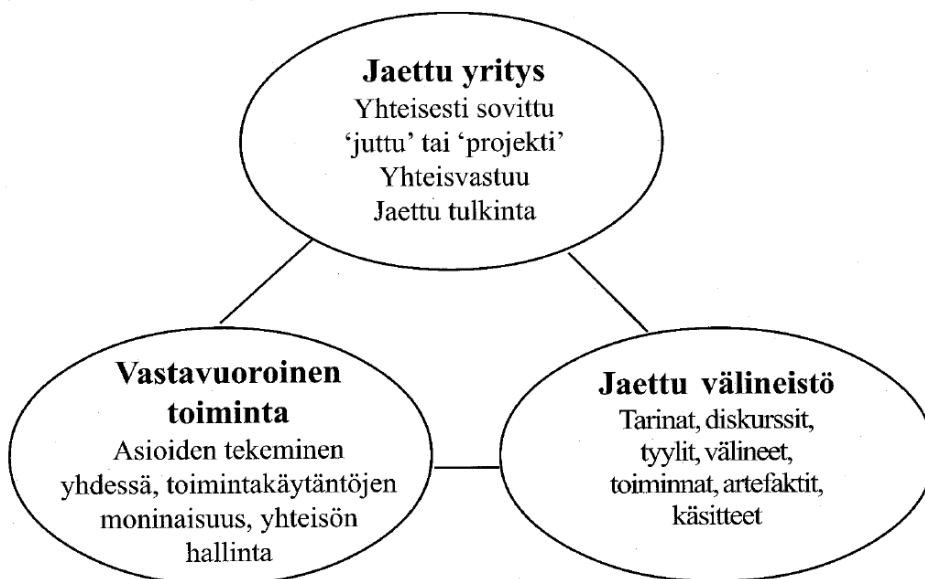 Jaettu yritys
Yhteisesti sovittu
‘juttu’ tai ‘projekti’
Yhteisvastuu
Jaettu tulkinta
Vastavuoroinen
toiminta
Asioiden tekeminen
yhdessä, toimintakäytäntöjen
moninaisuus, yhteisön
hallinta
Jaettu välineistö
Tarinat, diskurssit,
tyylit, välineet,
toiminnat, artefaktit,
käsitteet